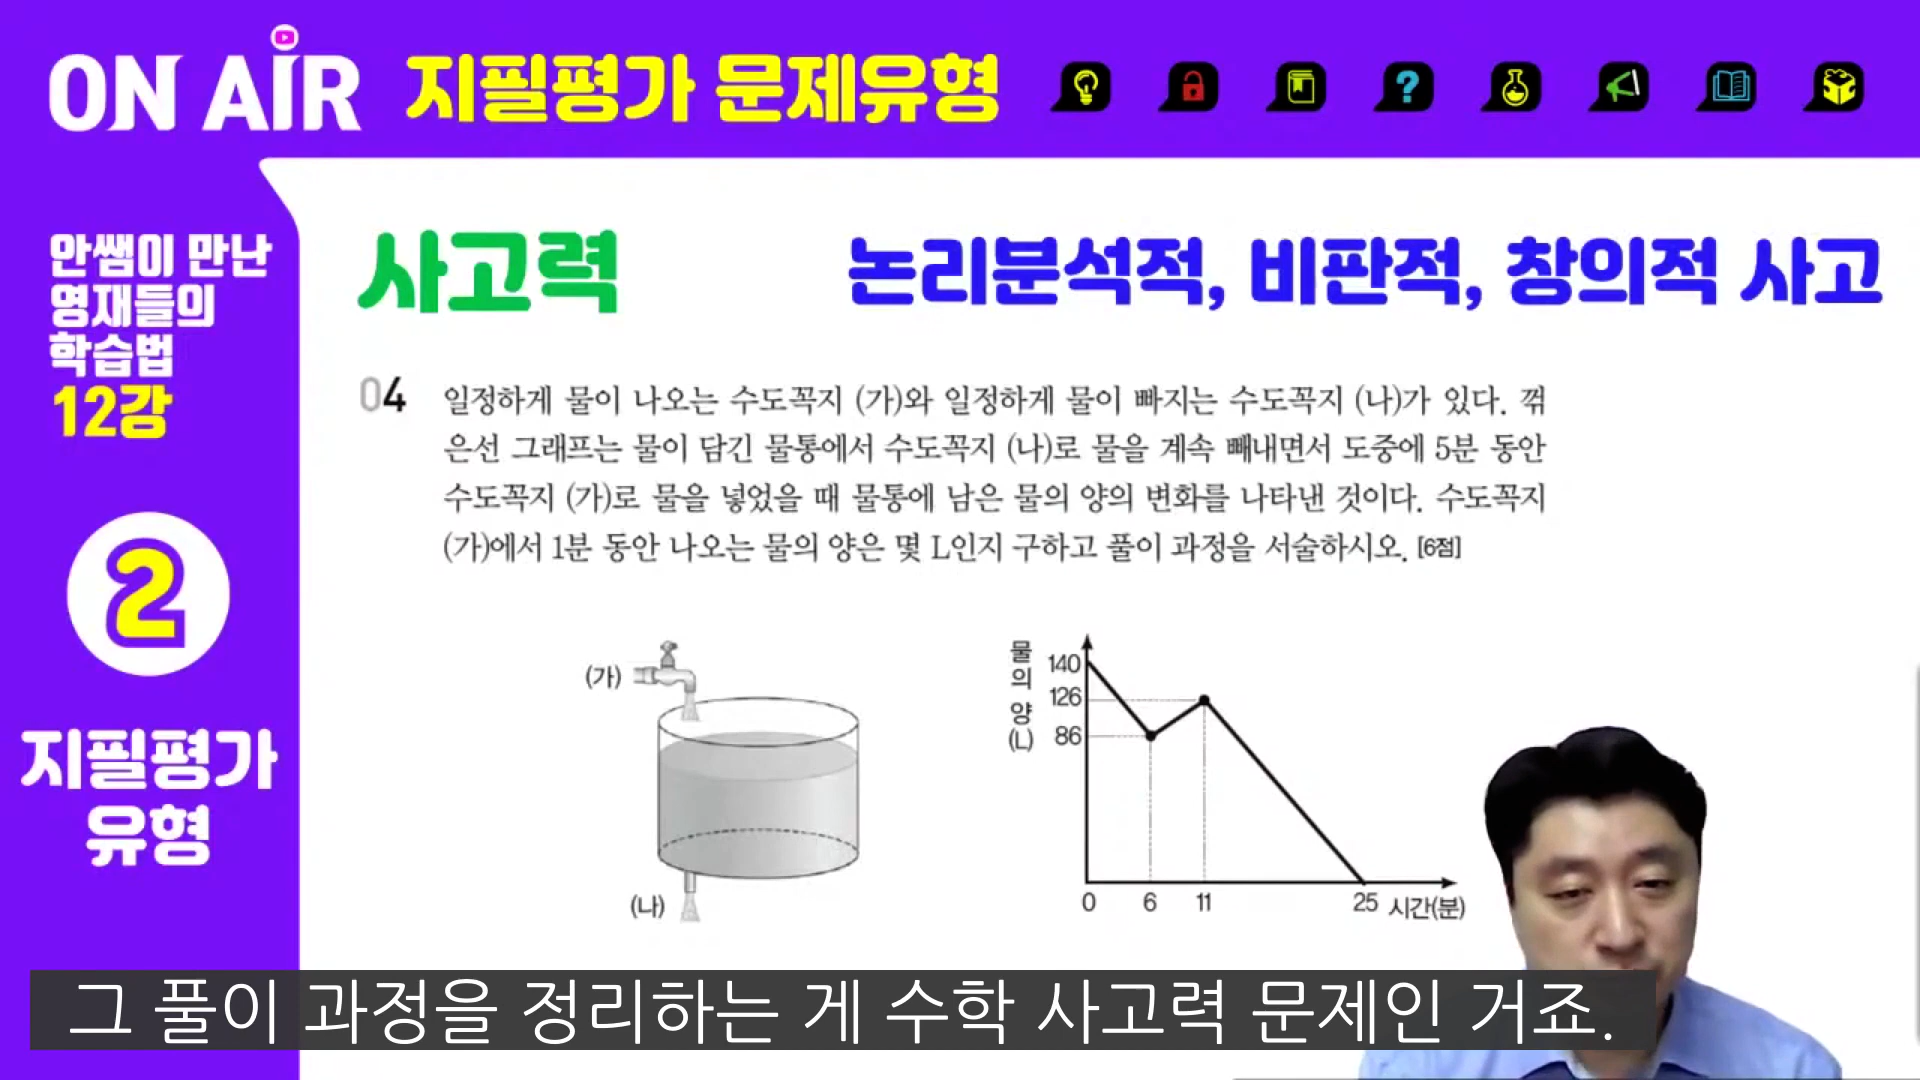 ON AIR 지필평가 문제유형
안쌤이 만난
영재들의
학습법
12강
2
지필평가
유형
사고력 논리분석적, 비판적, 창의적 사고
04 일정하게 물이 나오는 수도꼭지 (가)와 일정하게 물이 빠지는 수도꼭지 (나)가 있다. 꺾
은선 그래프는 물이 담긴 물통에서 수도꼭지 (나)로 물을 계속 빼내면서 도중에 5분 동안
수도꼭지 (가)로 물을 넣었을 때 물통에 남은 물의 양의 변화를 나타낸 것이다. 수도꼭지
(가)에서 1분 동안 나오는 물의 양은 몇 L인지 구하고 풀이 과정을 서술하시오. [6점]
(가)
(나)
물의 양 (L)
140
126
86
0 6 11 25 시간(분)
그 풀이 과정을 정리하는 게 수학 사고력 문제인 거죠.